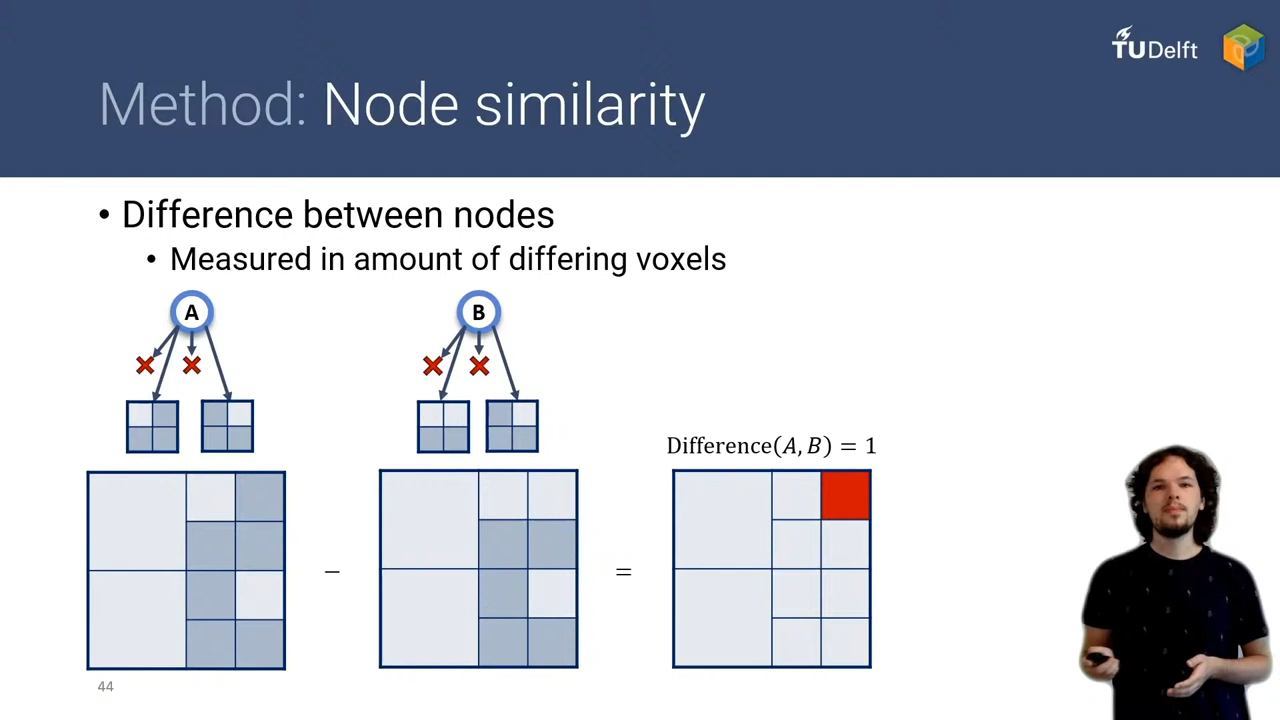 TUDelft
Method: Node similarity
• Difference between nodes
• Measured in amount of differing voxels
A
B
Difference(A, B) = 1
−
=
44